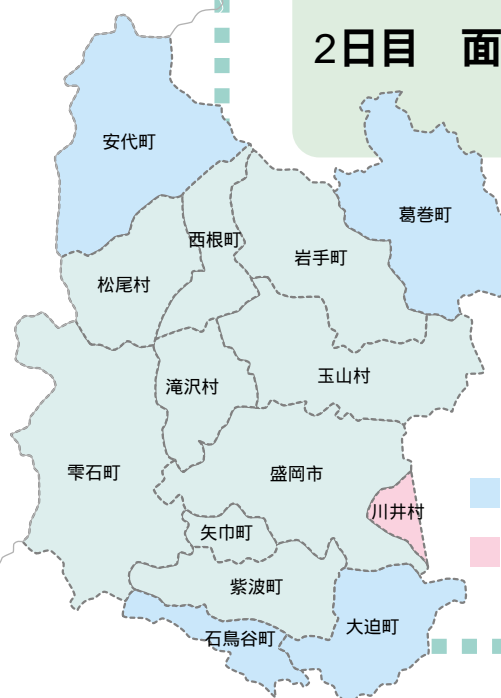 2日目 面
安代町
葛巻町
西根町
岩手町
松尾村
玉山村
滝沢村
雫石町
盛岡市
川井村
矢巾町
紫波町
大迫町
石鳥谷町